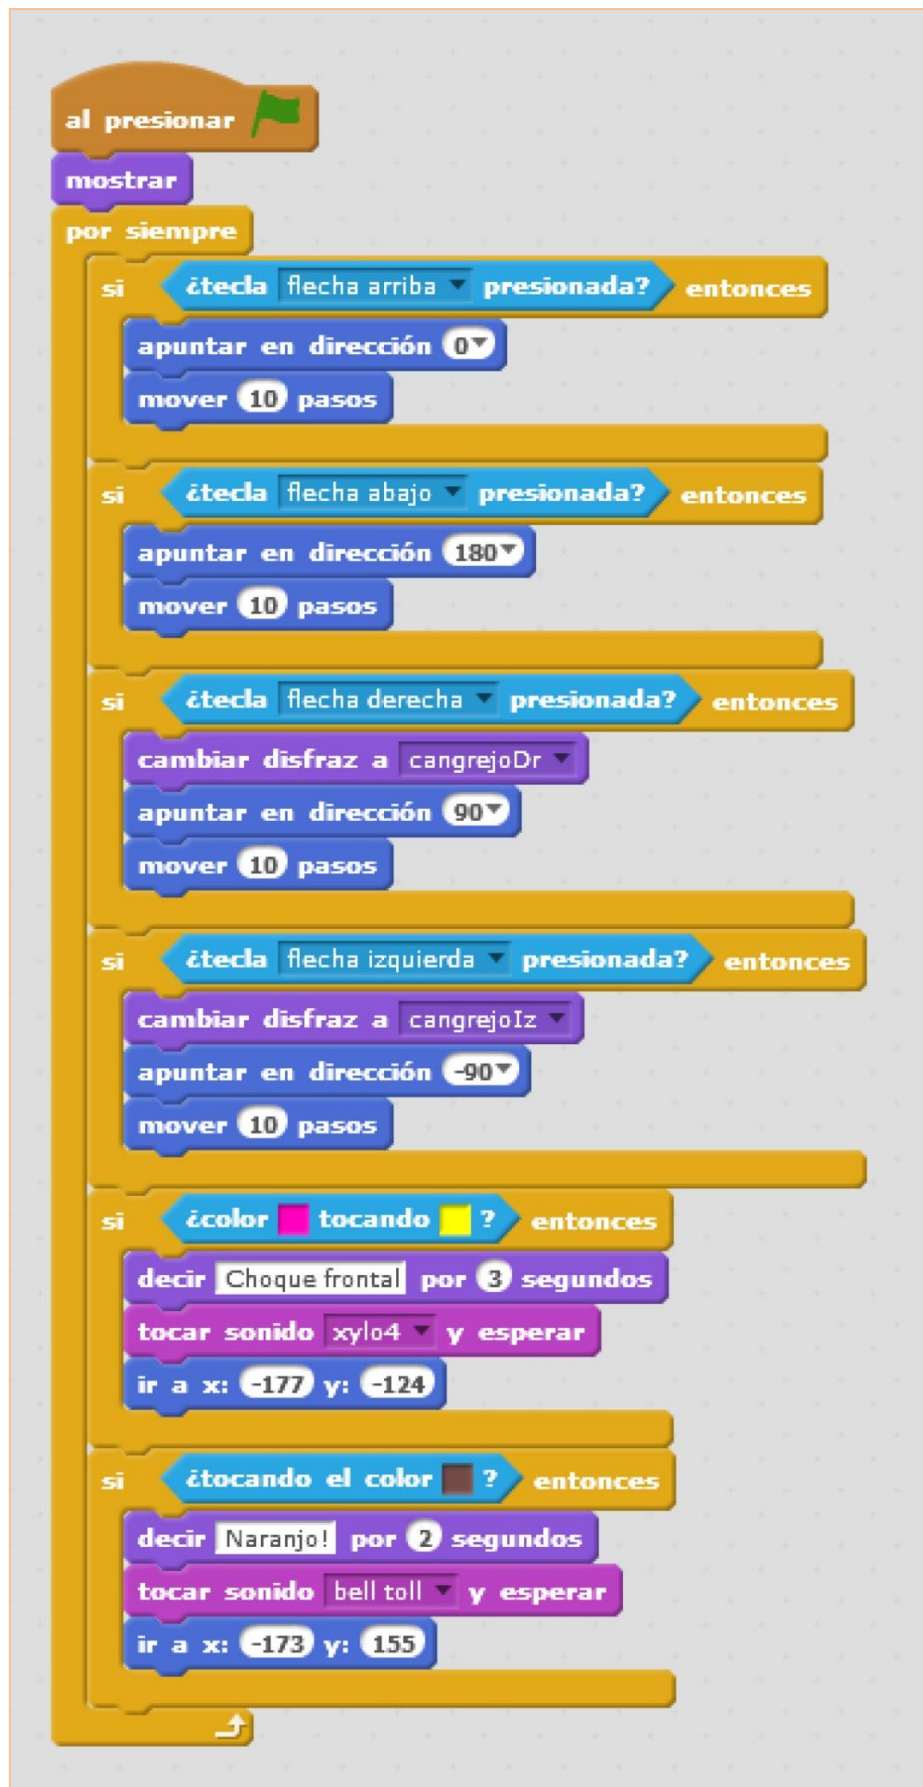 al presionar
mostrar
por siempre
si ¿tecla flecha arriba presionada? entonces
apuntar en dirección 0
mover 10 pasos
si ¿tecla flecha abajo presionada? entonces
apuntar en dirección 180
mover 10 pasos
si ¿tecla flecha derecha presionada? entonces
cambiar disfraz a cangrejoDr
apuntar en dirección 90
mover 10 pasos
si ¿tecla flecha izquierda presionada? entonces
cambiar disfraz a cangrejoIz
apuntar en dirección -90
mover 10 pasos
si ¿color tocando ? entonces
decir Choque frontal por 3 segundos
tocar sonido xylo4 y esperar
ir a x: -177 y: -124
si ¿tocando el color ? entonces
decir Naranjo! por 2 segundos
tocar sonido bell toll y esperar
ir a x: -173 y: 155